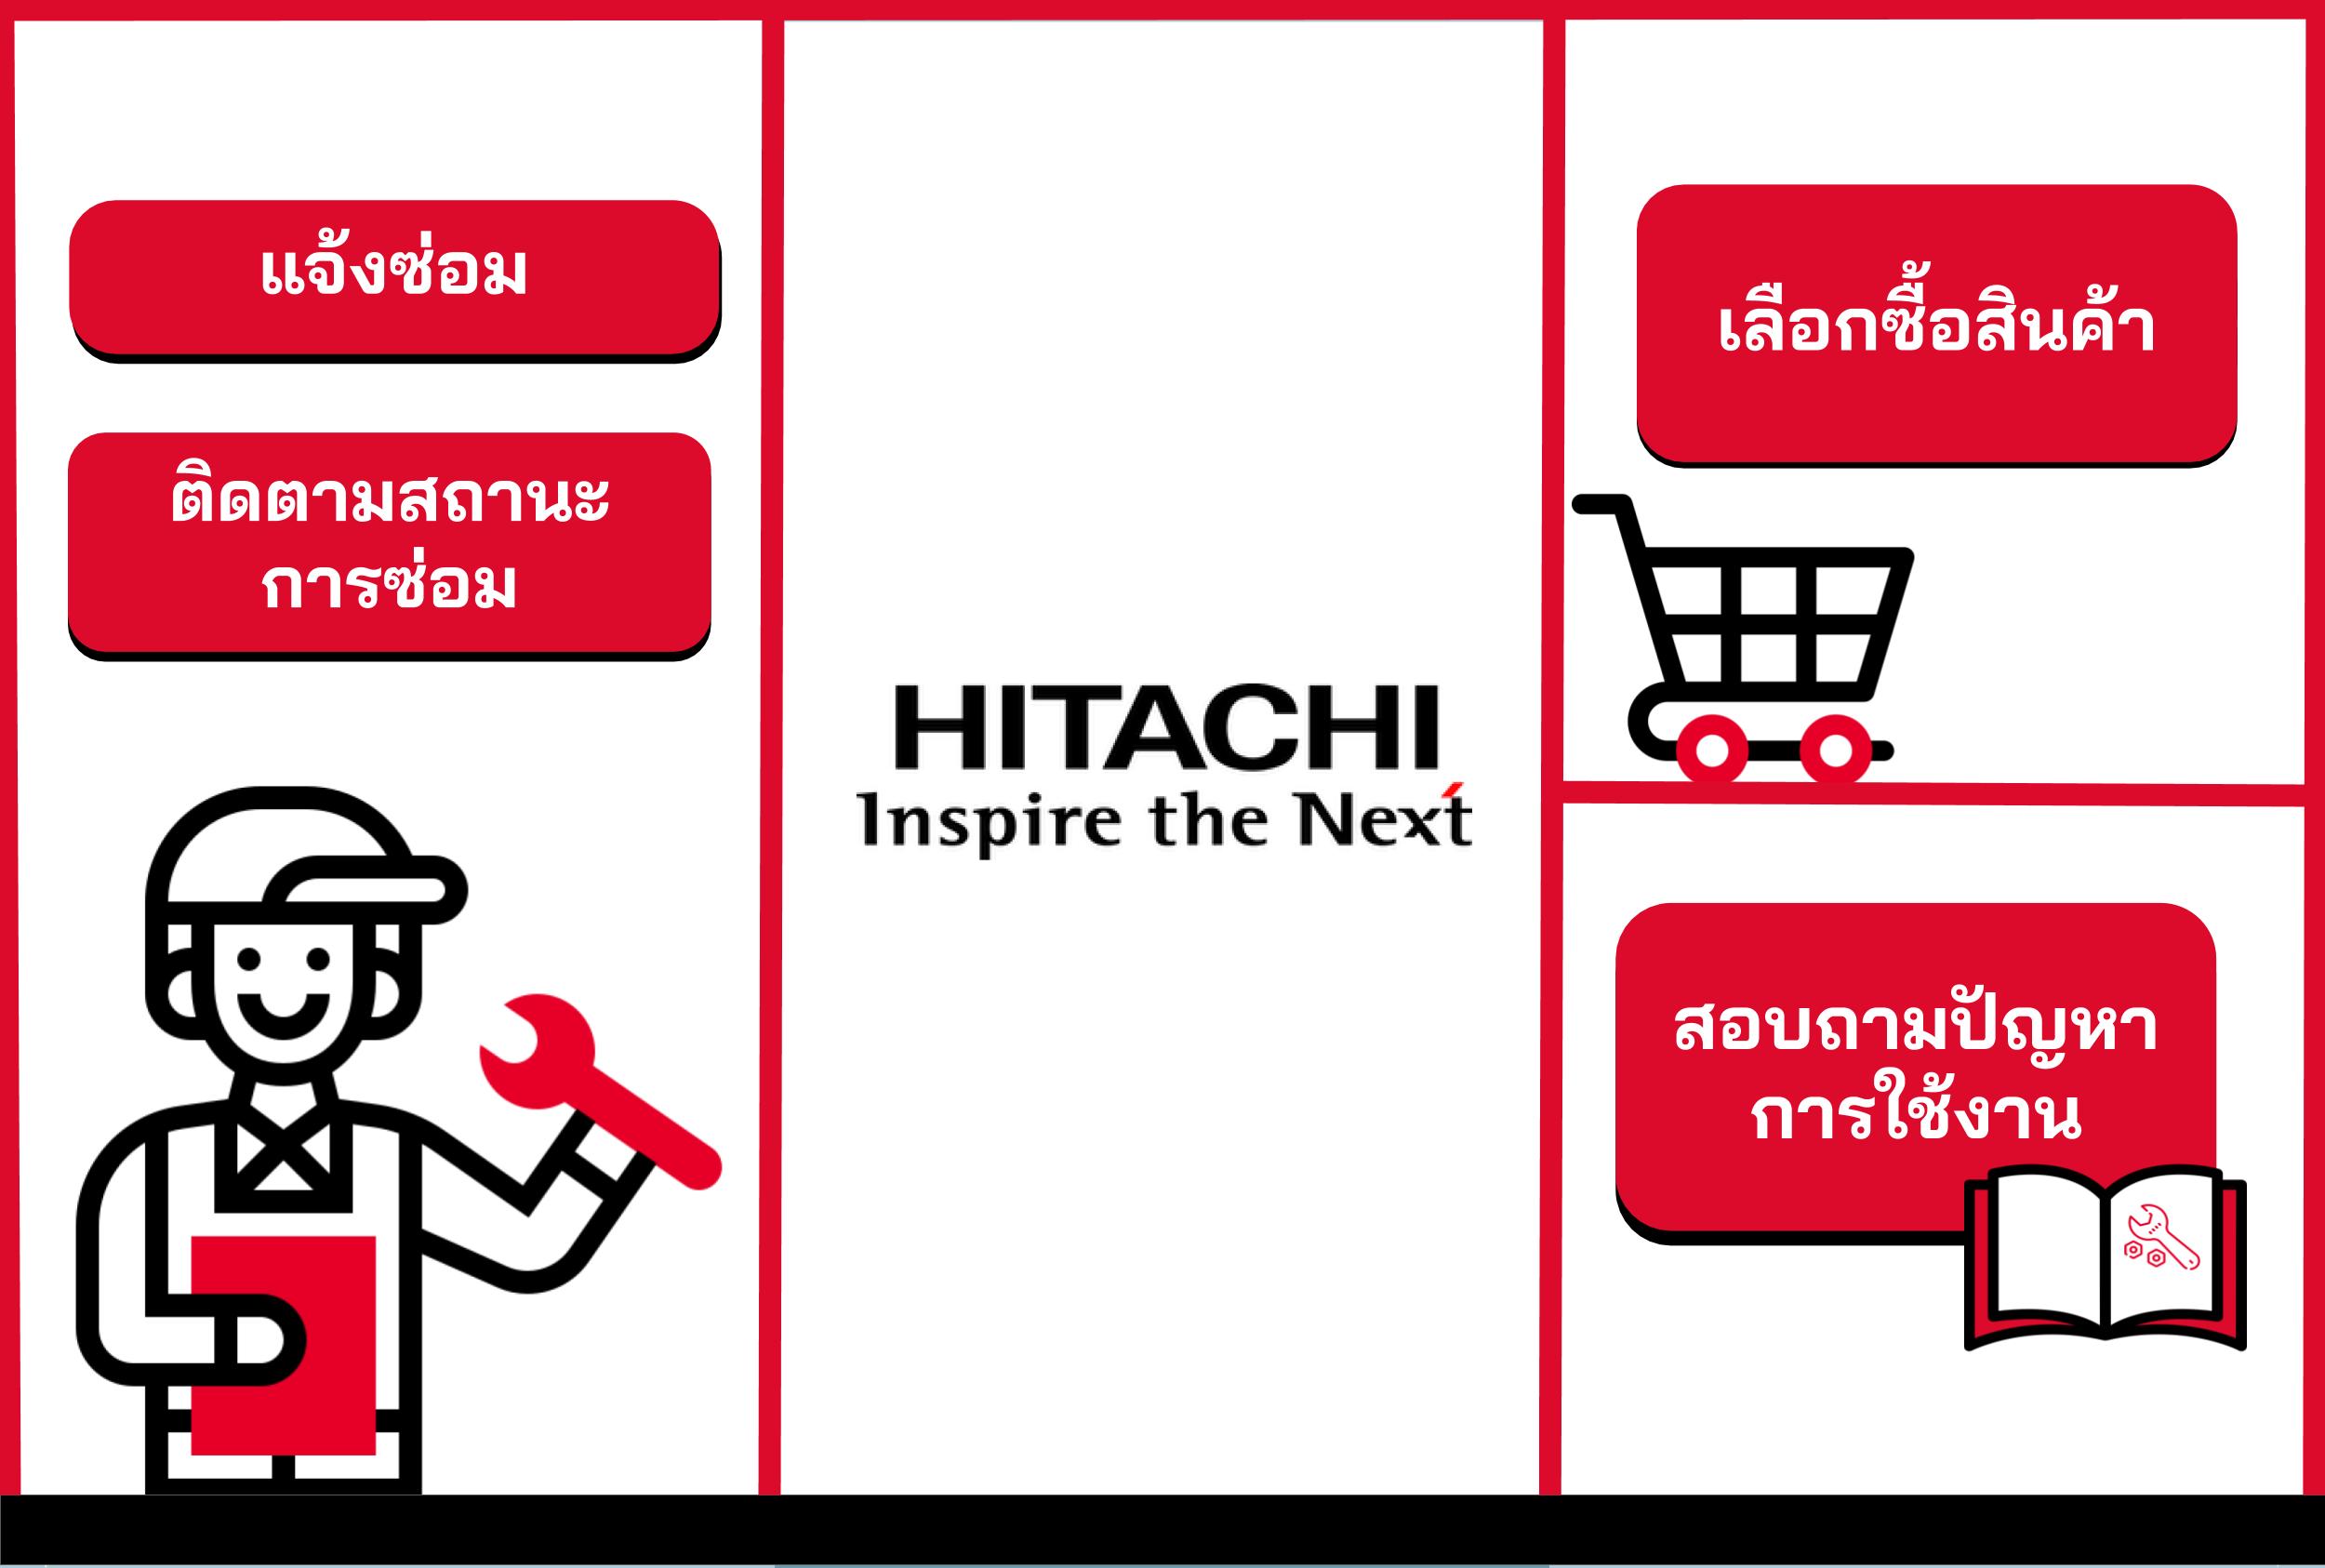 แจ้งซ่อม
ติดตามสถานะ
การซ่อม
HITACHI
Inspire the Next
เลือกซื้อสินค้า
สอบถามปัญหา
การใช้งาน